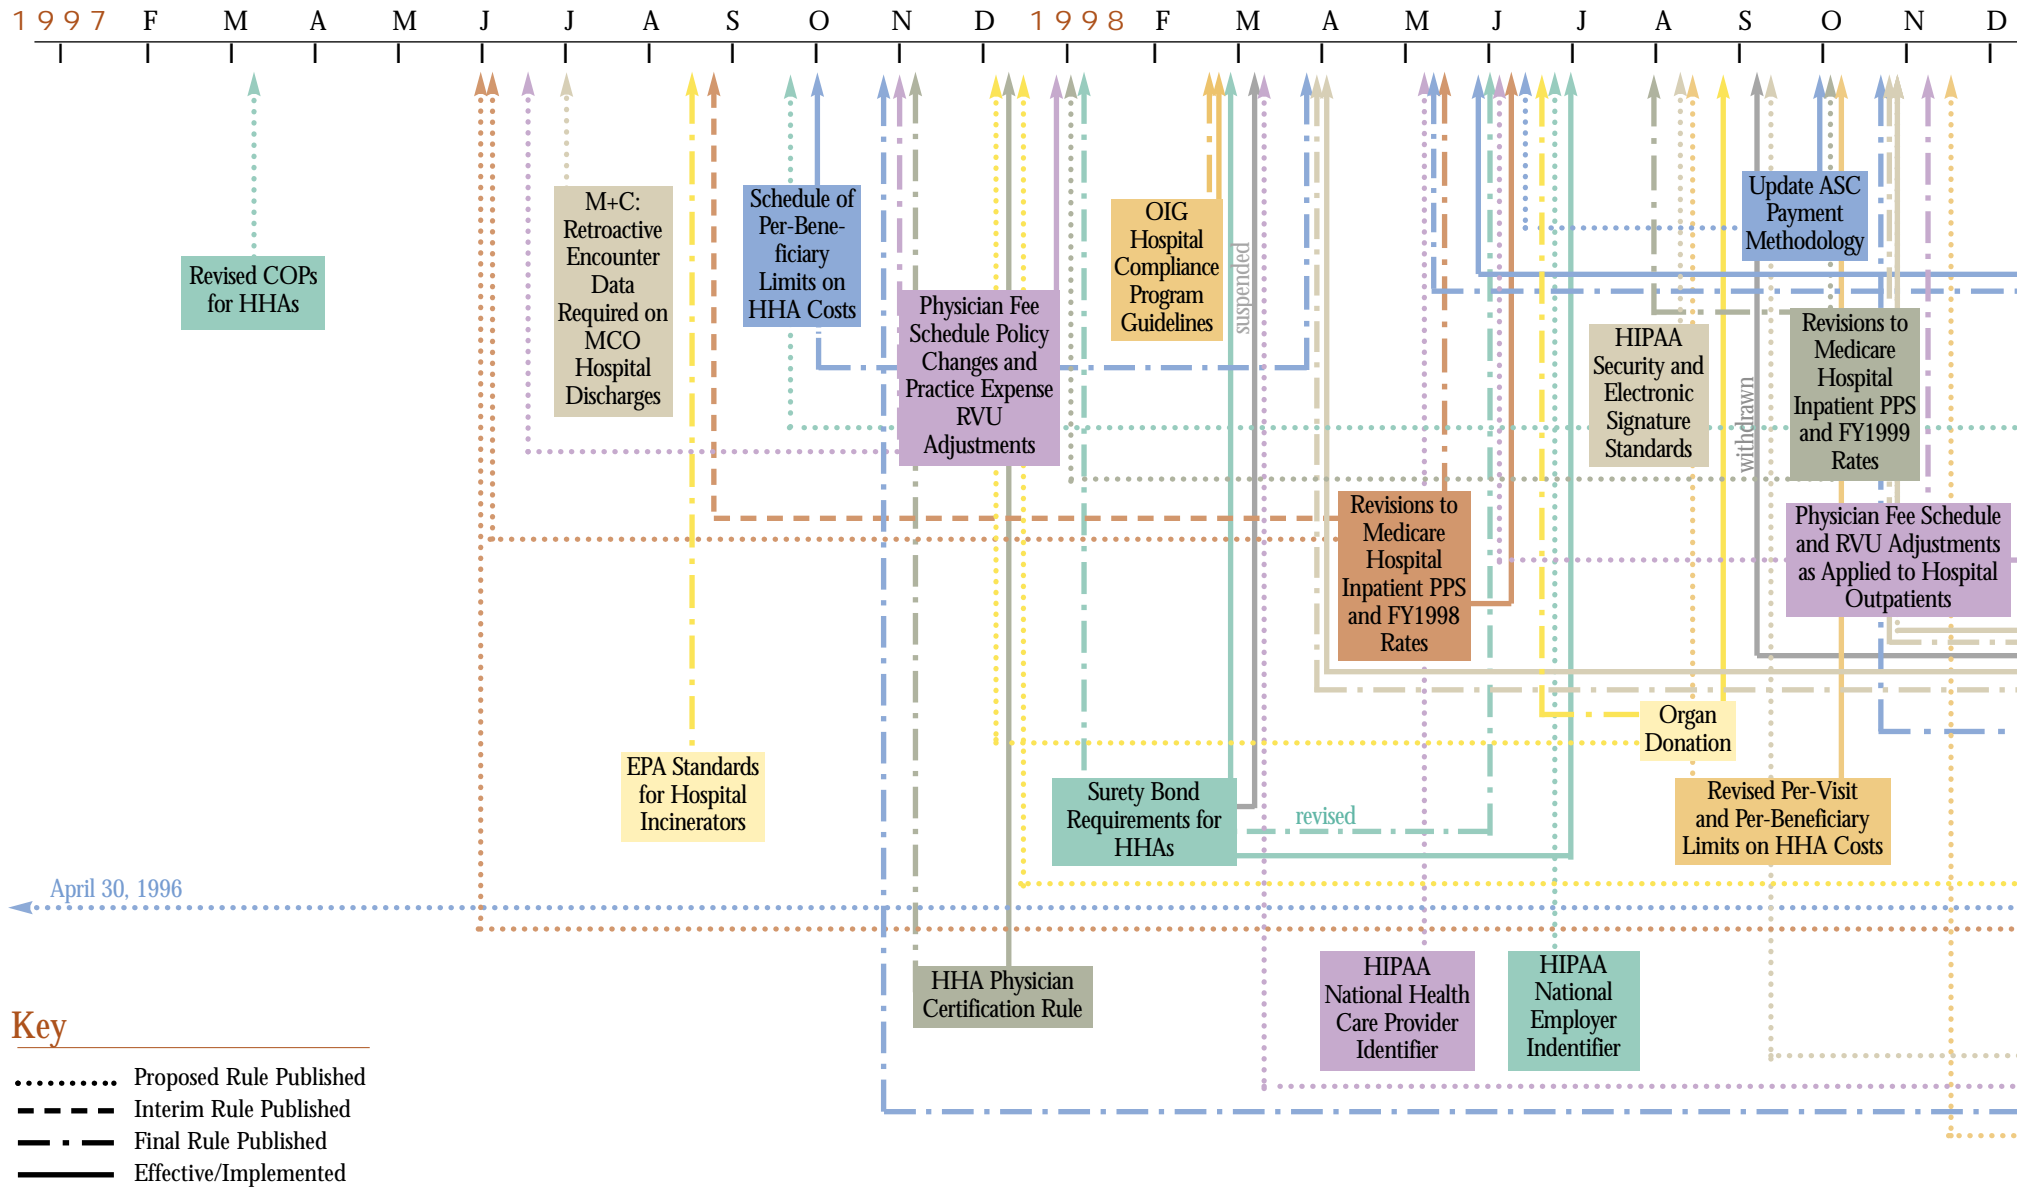 1997 F M A M J J A S O N D 1998 F M A M J J A S O N D
Revised COPs
for HHAs
M+C:
Retroactive
Encounter
Data
Required on
MCO
Hospital
Discharges
Schedule of
Per-Bene-
ficiary
Limits on
HHA Costs
Physician Fee
Schedule Policy
Changes and
Practice Expense
RVU
Adjustments
OIG
Hospital
Compliance
Program
Guidelines
suspended
Update ASC
Payment
Methodology
HIPAA
Security and
Electronic
Signature
Standards
withdrawn
Revisions to
Medicare
Hospital
Inpatient PPS
and FY1999
Rates
Revisions to
Medicare
Hospital
Inpatient PPS
and FY1998
Rates
Physician Fee Schedule
and RVU Adjustments
as Applied to Hospital
Outpatients
Organ
Donation
EPA Standards
for Hospital
Incinerators
Surety Bond
Requirements for
HHAs
revised
Revised Per-Visit
and Per-Beneficiary
Limits on HHA Costs
April 30, 1996
HHA Physician
Certification Rule
HIPAA
National Health
Care Provider
Identifier
HIPAA
National
Employer
Indentifier
Key
Proposed Rule Published
Interim Rule Published
Final Rule Published
Effective/Implemented